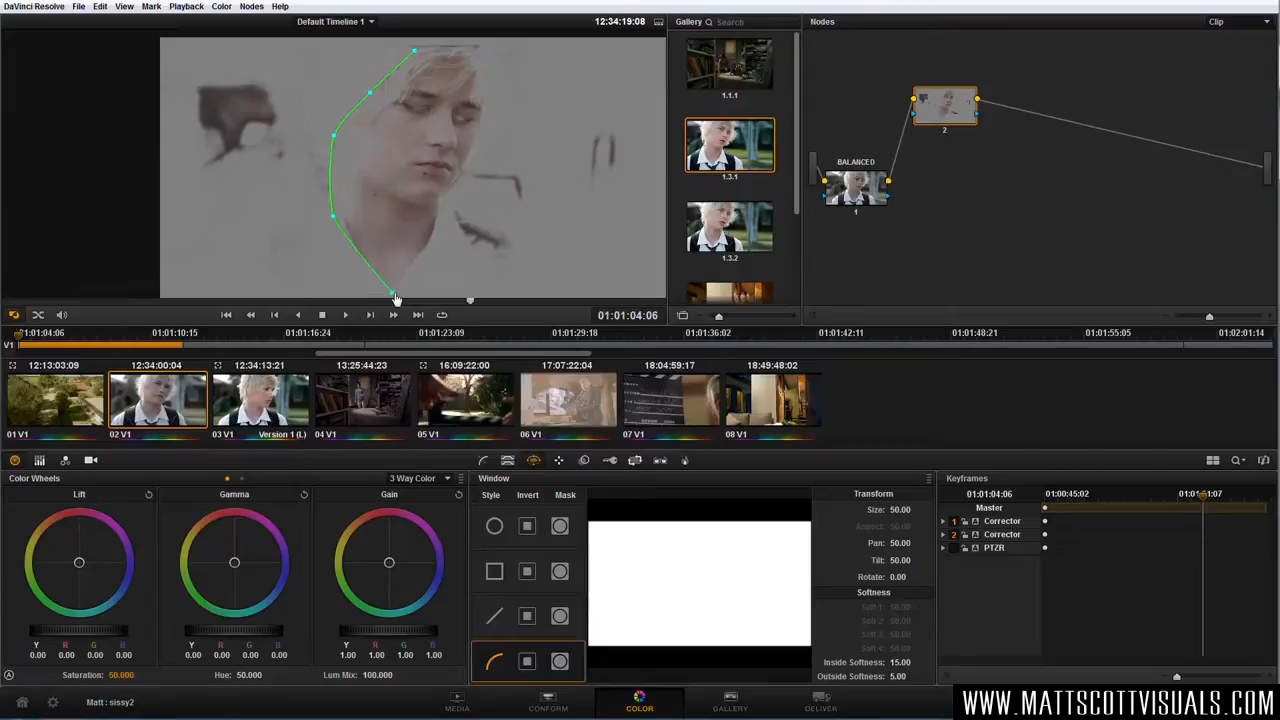 DaVinci Resolve File Edit View Mark Playback Color Nodes Help
Default Timeline 1 12:34:19:08 Gallery Search Nodes Clip
1.1.1
1.3.1
1.3.2
BALANCED
1
2
01:01:04:06
01:01:04:06 01:01:10:15 01:01:16:24 01:01:23:09 01:01:29:18 01:01:36:02 01:01:42:11 01:01:48:21 01:01:55:05 01:02:01:14
V1
12:13:03:09 12:34:00:04 12:34:13:21 13:25:44:23 16:09:22:00 17:07:22:04 18:04:59:17 18:49:48:02
01 V1 02 V1 03 V1 Version 1 (L) 04 V1 05 V1 06 V1 07 V1 08 V1
Color Wheels 3 Way Color Window Keyframes
Lift Gamma Gain
Y R G B Y R G B Y R G B
0.00 0.00 0.00 0.00 0.00 0.00 0.00 0.00 1.00 1.00 1.00 1.00
Saturation: 50.000 Hue: 50.000 Lum Mix: 100.000
Style Invert Mask
Transform
Size: 50.00
Aspect: 50.00
Pan: 50.00
Tilt: 50.00
Rotate: 0.00
Softness
Soft 1: 50.00
Soft 2: 50.00
Soft 3: 50.00
Soft 4: 50.00
Inside Softness: 15.00
Outside Softness: 5.00
01:01:04:06 01:00:45:02
Master
1 Corrector
2 Corrector
PTZR
Matt : sissy2 MEDIA CONFORM COLOR GALLERY DELIVER
WWW.MATTSCOTTVISUALS.COM